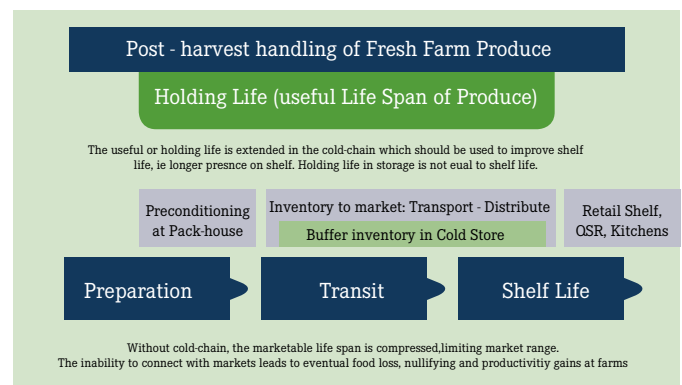 Post - harvest handling of Fresh Farm Produce
Holding Life (useful Life Span of Produce)
The useful or holding life is extended in the cold-chain which should be used to improve shelf
life, ie longer presnce on shelf. Holding life in storage is not eual to shelf life.
Preconditioning
at Pack-house
Inventory to market: Transport - Distribute
Buffer inventory in Cold Store
Retail Shelf,
QSR, Kitchens
Preparation
Transit
Shelf Life
Without cold-chain, the marketable life span is compressed,limiting market range.
The inability to connect with markets leads to eventual food loss, nullifying and productivitiy gains at farms